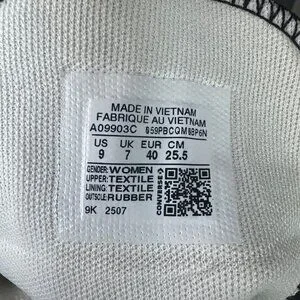 MADE IN VIETNAM
FABRIQUE AU VIETNAM
A09903C 059PBCQM8BP6N
US UK EUR CM
9 7 40 25.5
GENDER:WOMEN
UPPER:TEXTILE
LINING:TEXTILE
OUTSOLE:RUBBER
CONVERSE
9K 2507